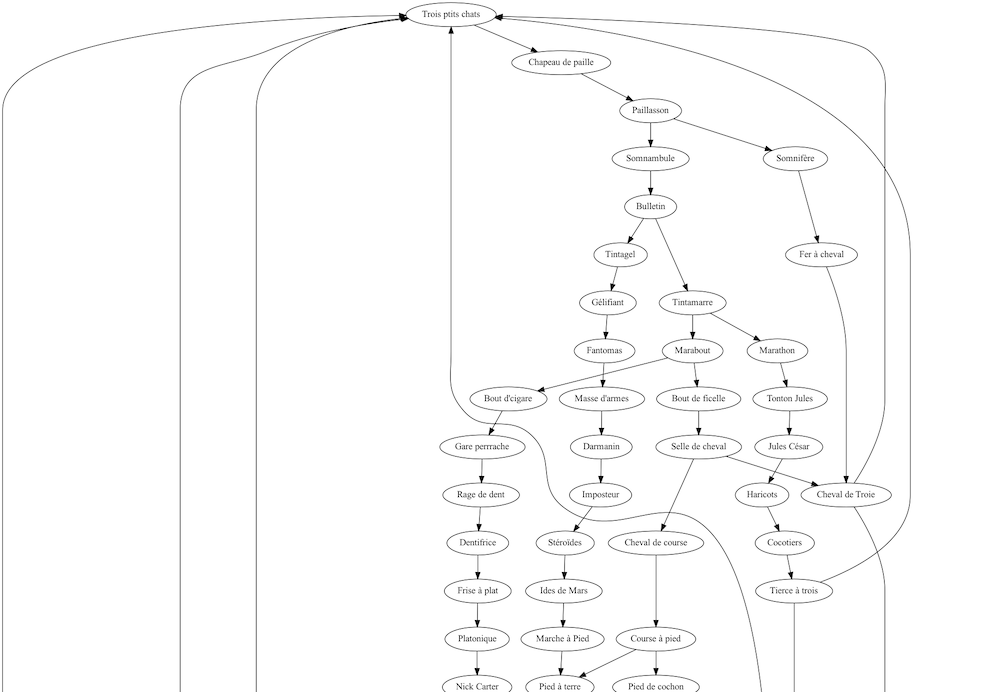 Trois ptits chats
Chapeau de paille
Paillasson
Somnambule
Somnifère
Bulletin
Tintagel
Fer à cheval
Gélifiant
Tintamarre
Fantomas
Marabout
Marathon
Bout d'cigare
Masse d'armes
Bout de ficelle
Tonton Jules
Gare perrrache
Darmanin
Selle de cheval
Jules César
Rage de dent
Imposteur
Haricots
Cheval de Troie
Dentifrice
Stéroïdes
Cheval de course
Cocotiers
Frise à plat
Ides de Mars
Tierce à trois
Platonique
Marche à Pied
Course à pied
Nick Carter
Pied à terre
Pied de cochon